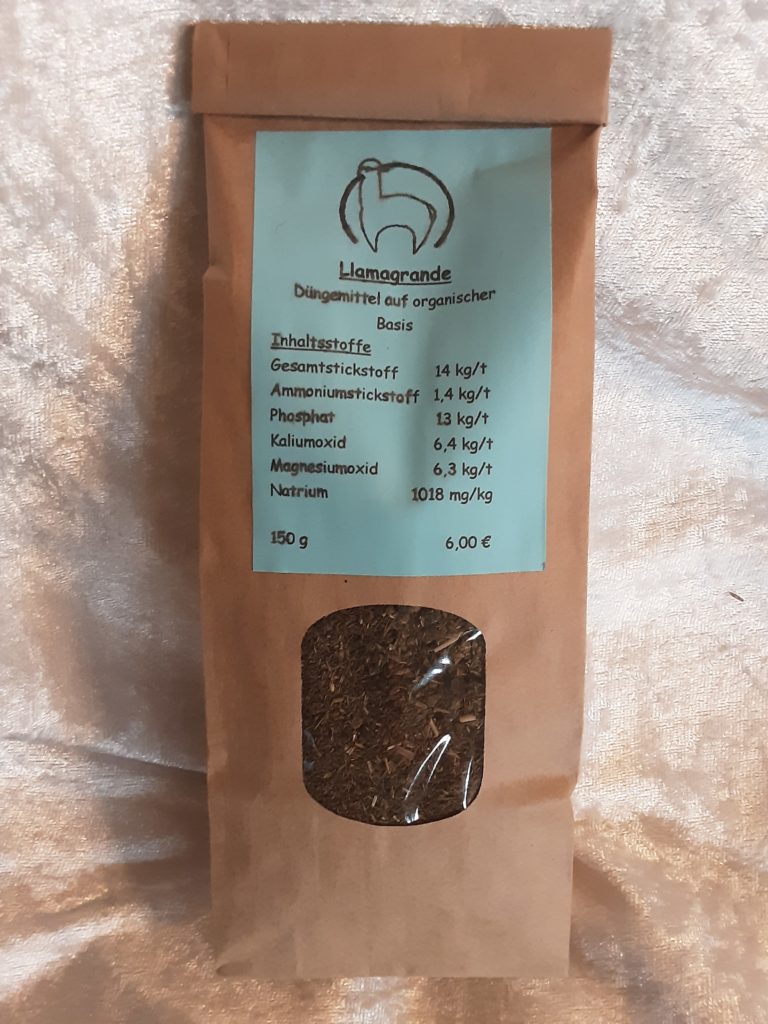 Llamagrande
Düngemittel auf organischer
Basis
Inhaltsstoffe
Gesamtstickstoff 14 kg/t
Ammoniumstickstoff 1,4 kg/t
Phosphat 13 kg/t
Kaliumoxid 6,4 kg/t
Magnesiumoxid 6,3 kg/t
Natrium 1018 mg/kg
150 g 6,00 €